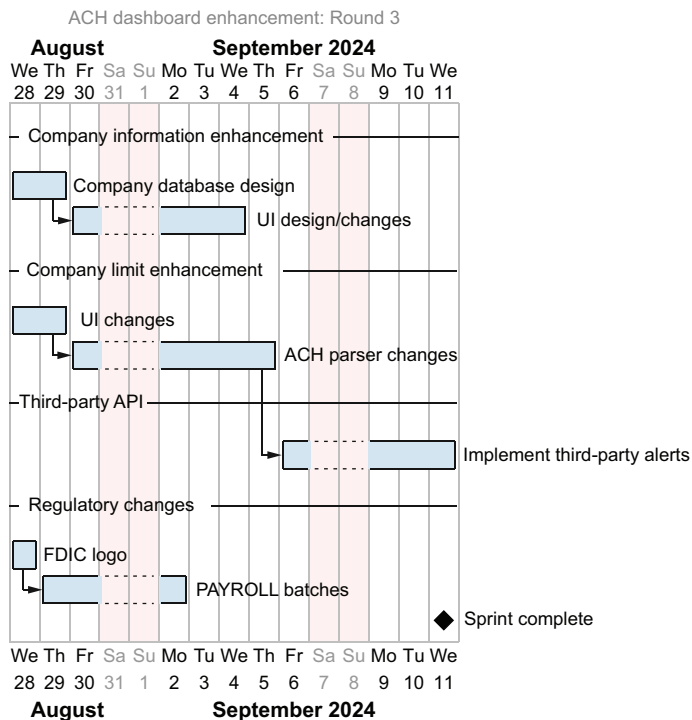 ACH dashboard enhancement: Round 3
August September 2024
We Th Fr Sa Su Mo Tu We Th Fr Sa Su Mo Tu We
28 29 30 31 1 2 3 4 5 6 7 8 9 10 11
Company information enhancement
Company database design
UI design/changes
Company limit enhancement
UI changes
ACH parser changes
Third-party API
Implement third-party alerts
Regulatory changes
FDIC logo
PAYROLL batches
Sprint complete
We Th Fr Sa Su Mo Tu We Th Fr Sa Su Mo Tu We
28 29 30 31 1 2 3 4 5 6 7 8 9 10 11
August September 2024